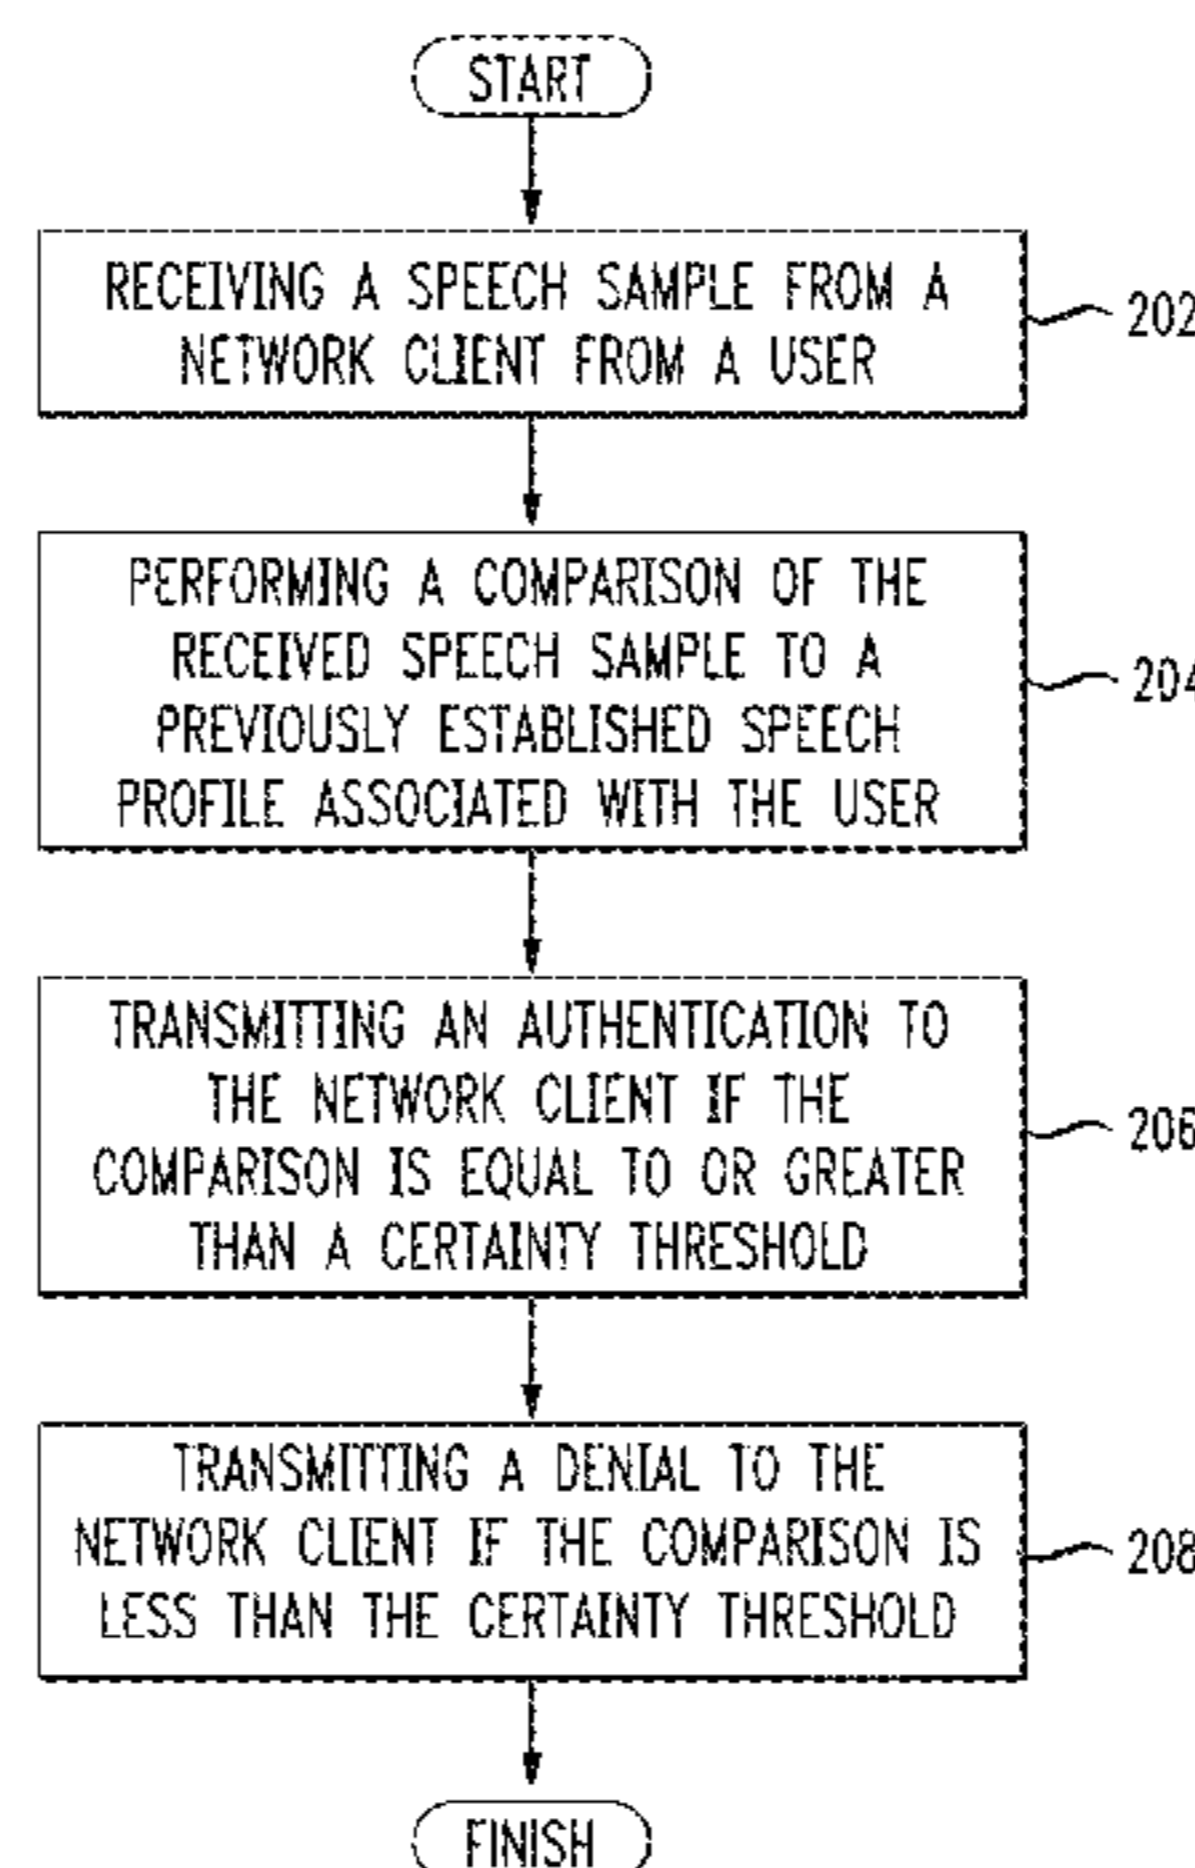 START
RECEIVING A SPEECH SAMPLE FROM A
NETWORK CLIENT FROM A USER
202
PERFORMING A COMPARISON OF THE
RECEIVED SPEECH SAMPLE TO A
PREVIOUSLY ESTABLISHED SPEECH
PROFILE ASSOCIATED WITH THE USER
204
TRANSMITTING AN AUTHENTICATION TO
THE NETWORK CLIENT IF THE
COMPARISON IS EQUAL TO OR GREATER
THAN A CERTAINTY THRESHOLD
206
TRANSMITTING A DENIAL TO THE
NETWORK CLIENT IF THE COMPARISON IS
LESS THAN THE CERTAINTY THRESHOLD
208
FINISH